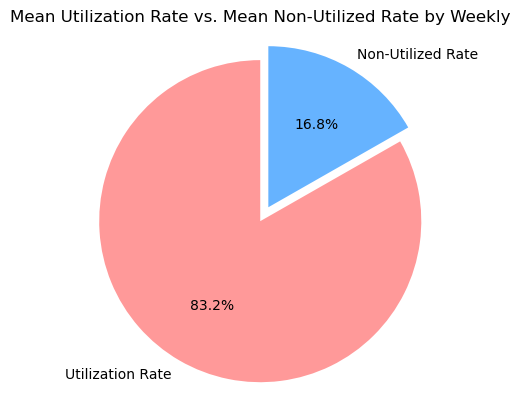 Mean Utilization Rate vs. Mean Non-Utilized Rate by Weekly
Non-Utilized Rate
16.8%
83.2%
Utilization Rate